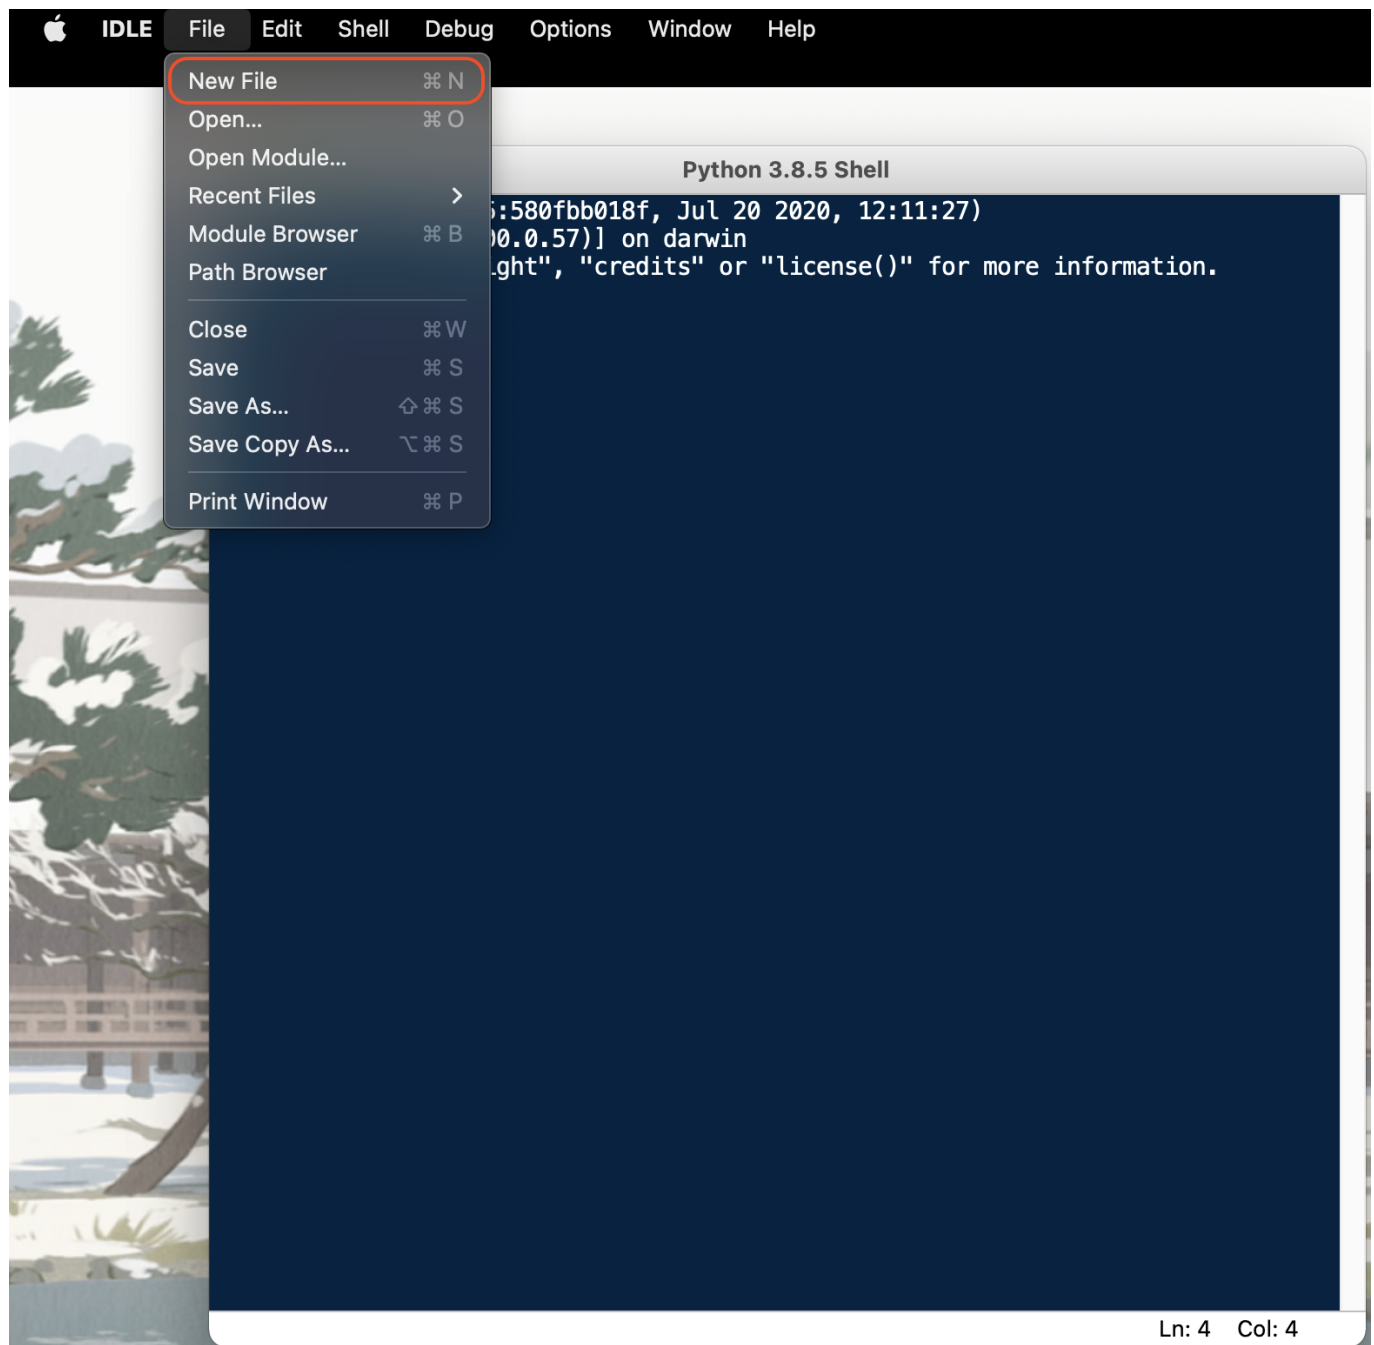 IDLE File Edit Shell Debug Options Window Help
New File ⌘ N
Open... ⌘ O
Open Module...
Recent Files
Module Browser ⌘ B
Path Browser
Close ⌘ W
Save ⌘ S
Save As... ⇧ ⌘ S
Save Copy As... ⌥ ⌘ S
Print Window ⌘ P
Python 3.8.5 Shell
:580fbb018f, Jul 20 2020, 12:11:27)
0.0.57)] on darwin
ght", "credits" or "license()" for more information.
Ln: 4 Col: 4